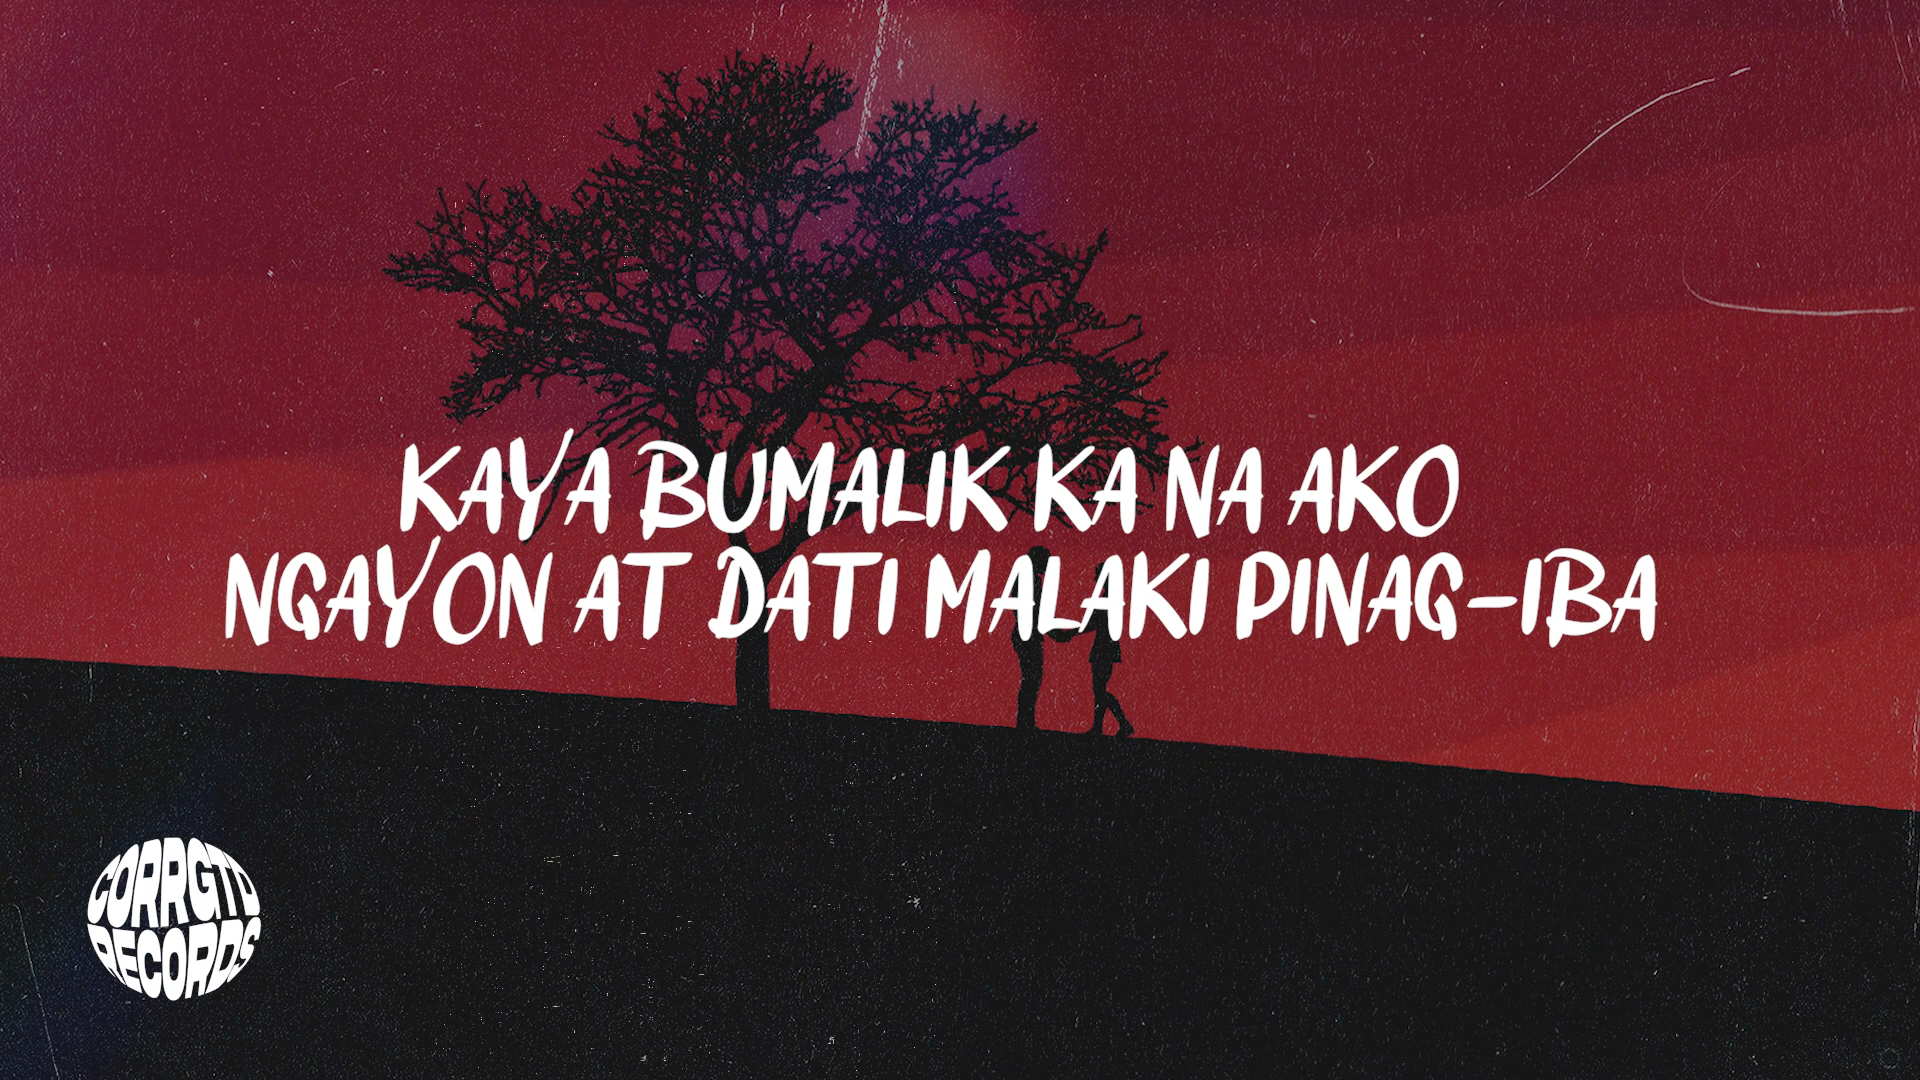 KAYA BUMALIK KA NA AKO
NGAYON AT DATI MALAKI PINAG-IBA
CORRGTD
RECORDS